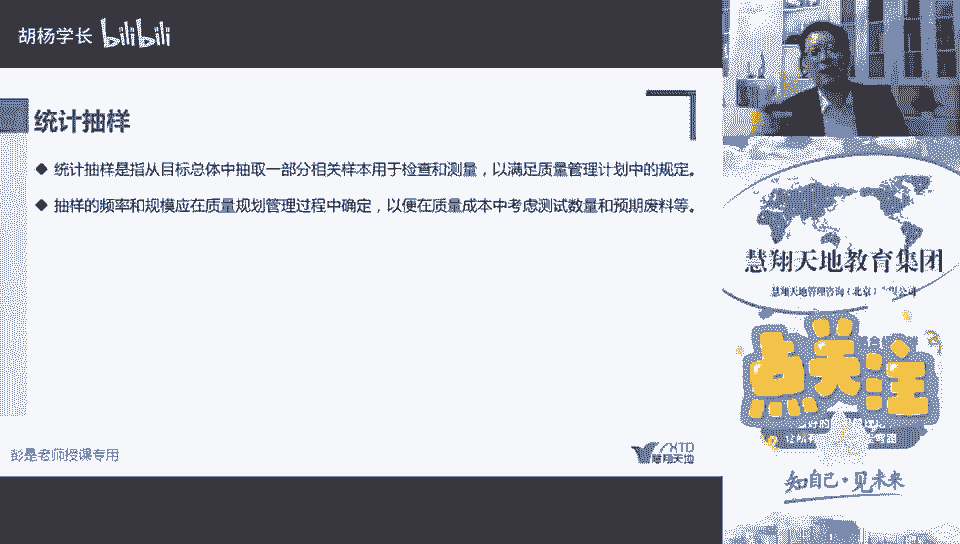 胡杨学长 bilibili
统计抽样
统计抽样是指从目标总体中抽取一部分相关样本用于检查和测量，以满足质量管理计划中的规定。
抽样的频率和规模应在质量规划管理过程中确定，以便在质量成本中考虑测试数量和预期废料等。
彭是老师授课专用
慧翔天地
慧翔天地教育集团
慧翔天地管理咨询（北京）有限公司
点关注
知自己·见未来